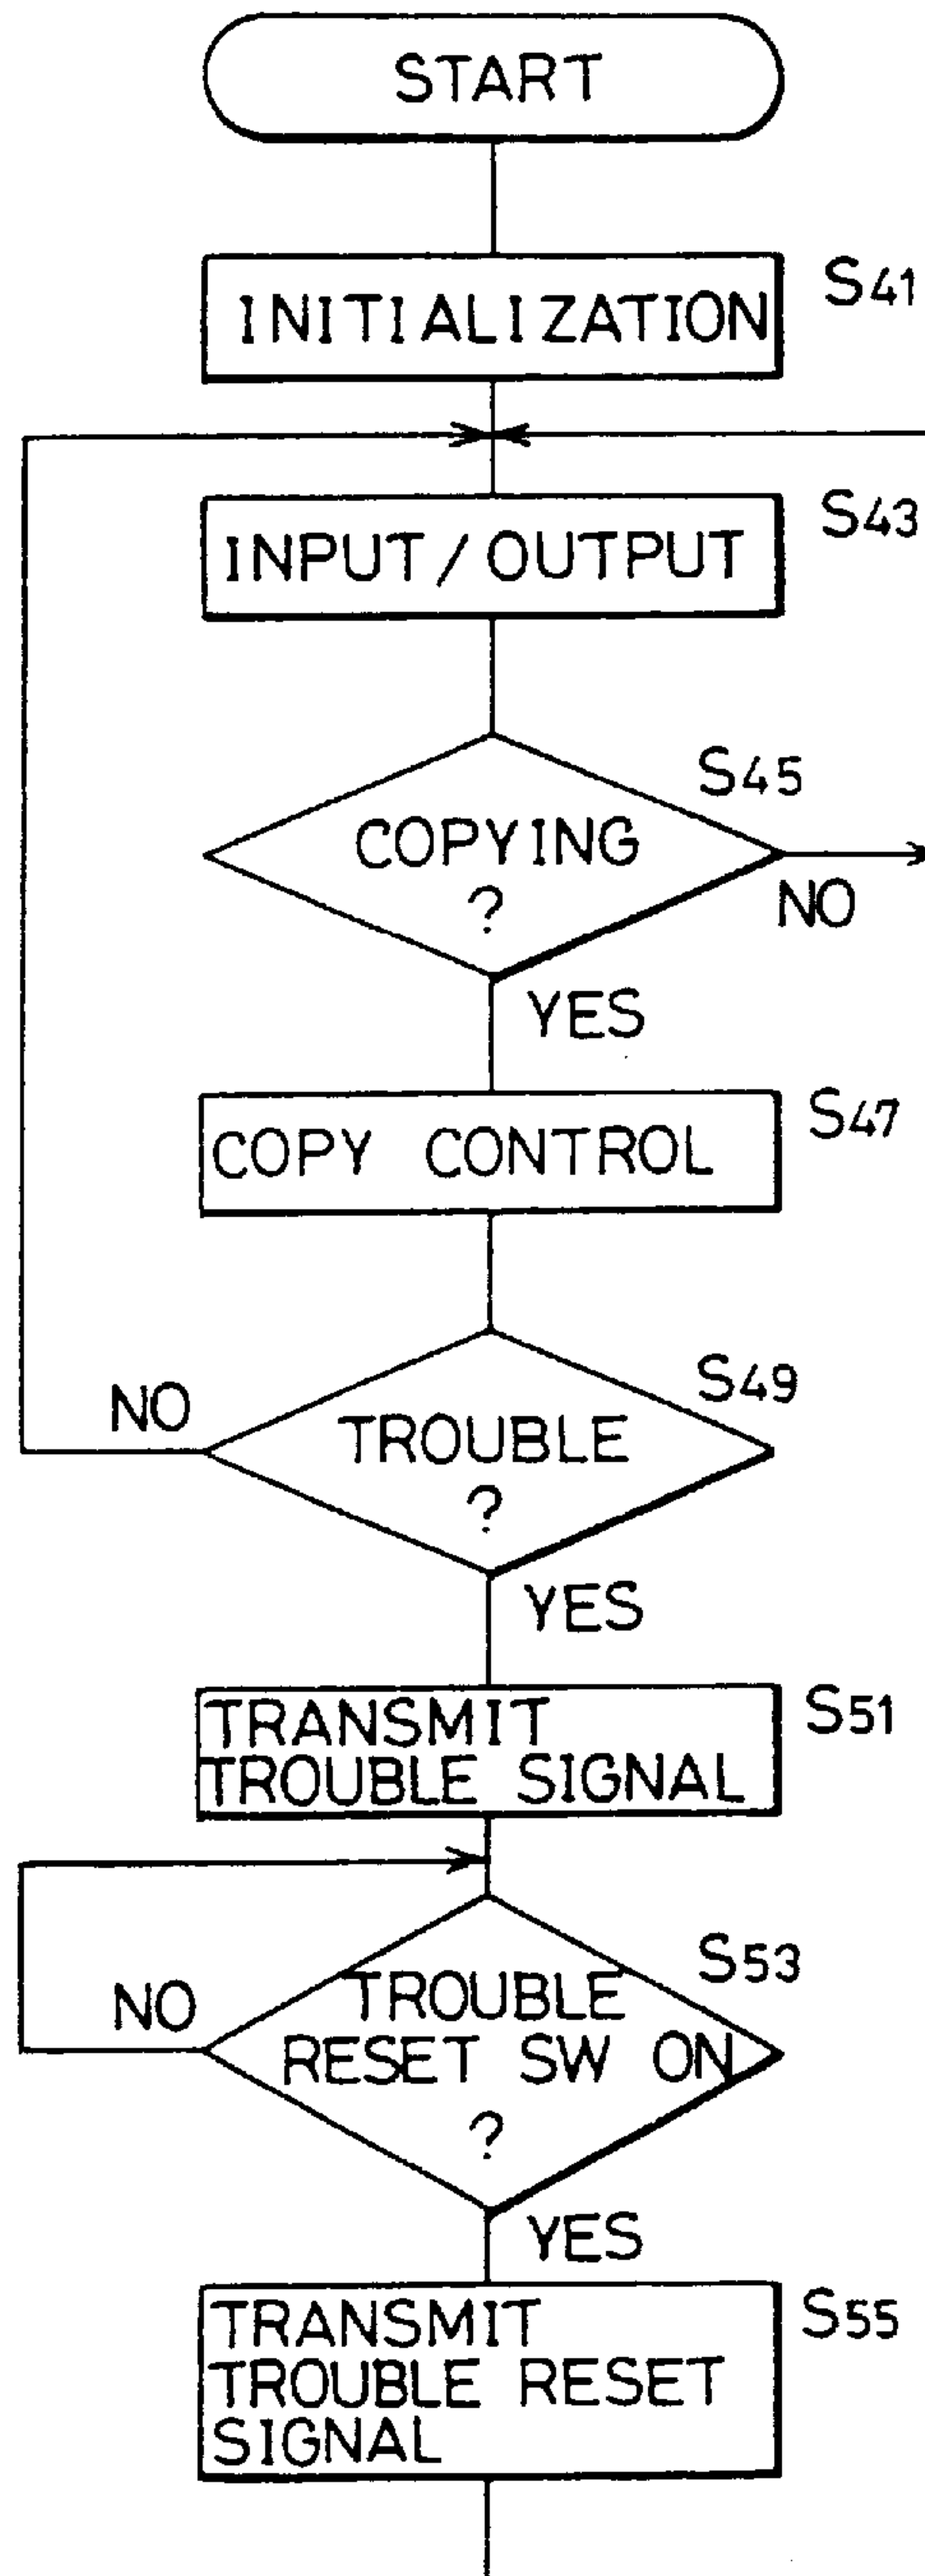 START
INITIALIZATION
S41
INPUT/OUTPUT
S43
S45
COPYING
?
NO
YES
COPY CONTROL
S47
S49
NO
TROUBLE
?
YES
TRANSMIT
TROUBLE SIGNAL
S51
S53
NO
TROUBLE
RESET SW ON
?
YES
TRANSMIT
TROUBLE RESET
SIGNAL
S55